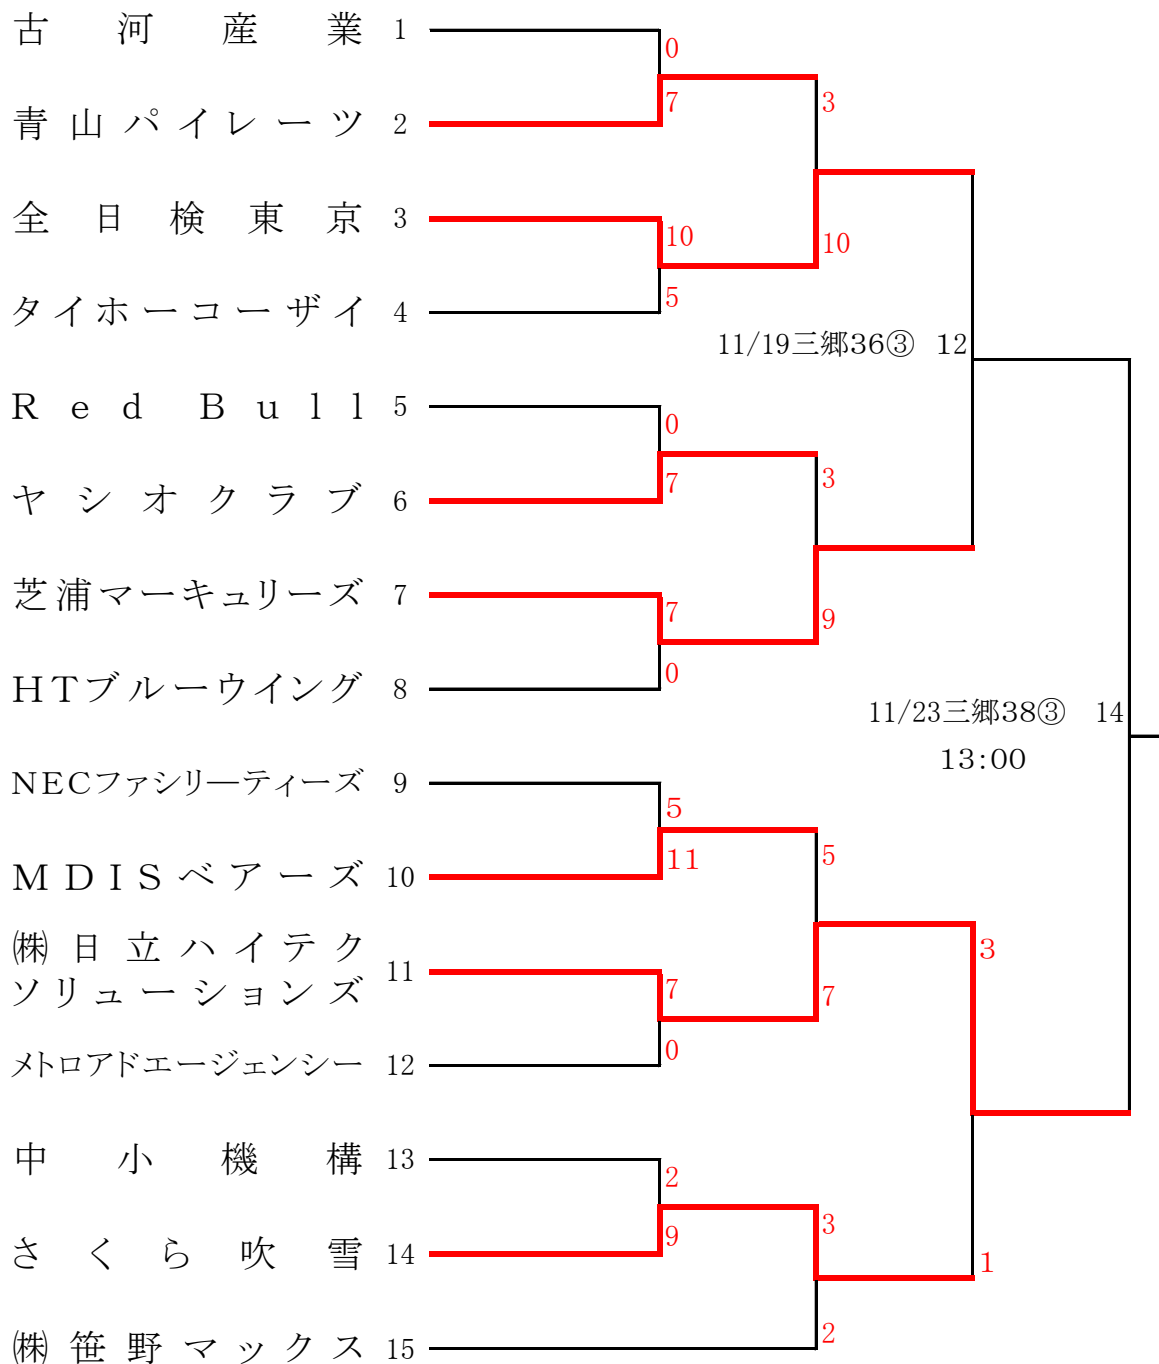 古河産業 1
0
7
青山パイレーツ 2
3
全日検東京 3
10
10
5
タイホーコーザイ 4
11/19三郷36③ 12
Red Bull 5
0
7
3
ヤシオクラブ 6
芝浦マーキュリーズ 7
7
9
0
HTブルーウイング 8
11/23三郷38③ 14
13:00
NECファシリーティーズ 9
5
11
5
MDISベアーズ 10
㈱日立ハイテク
ソリューションズ 11
3
7
7
0
メトロアドエージェンシー 12
中小機構 13
2
9
3
さくら吹雪 14
1
2
㈱笹野マックス 15